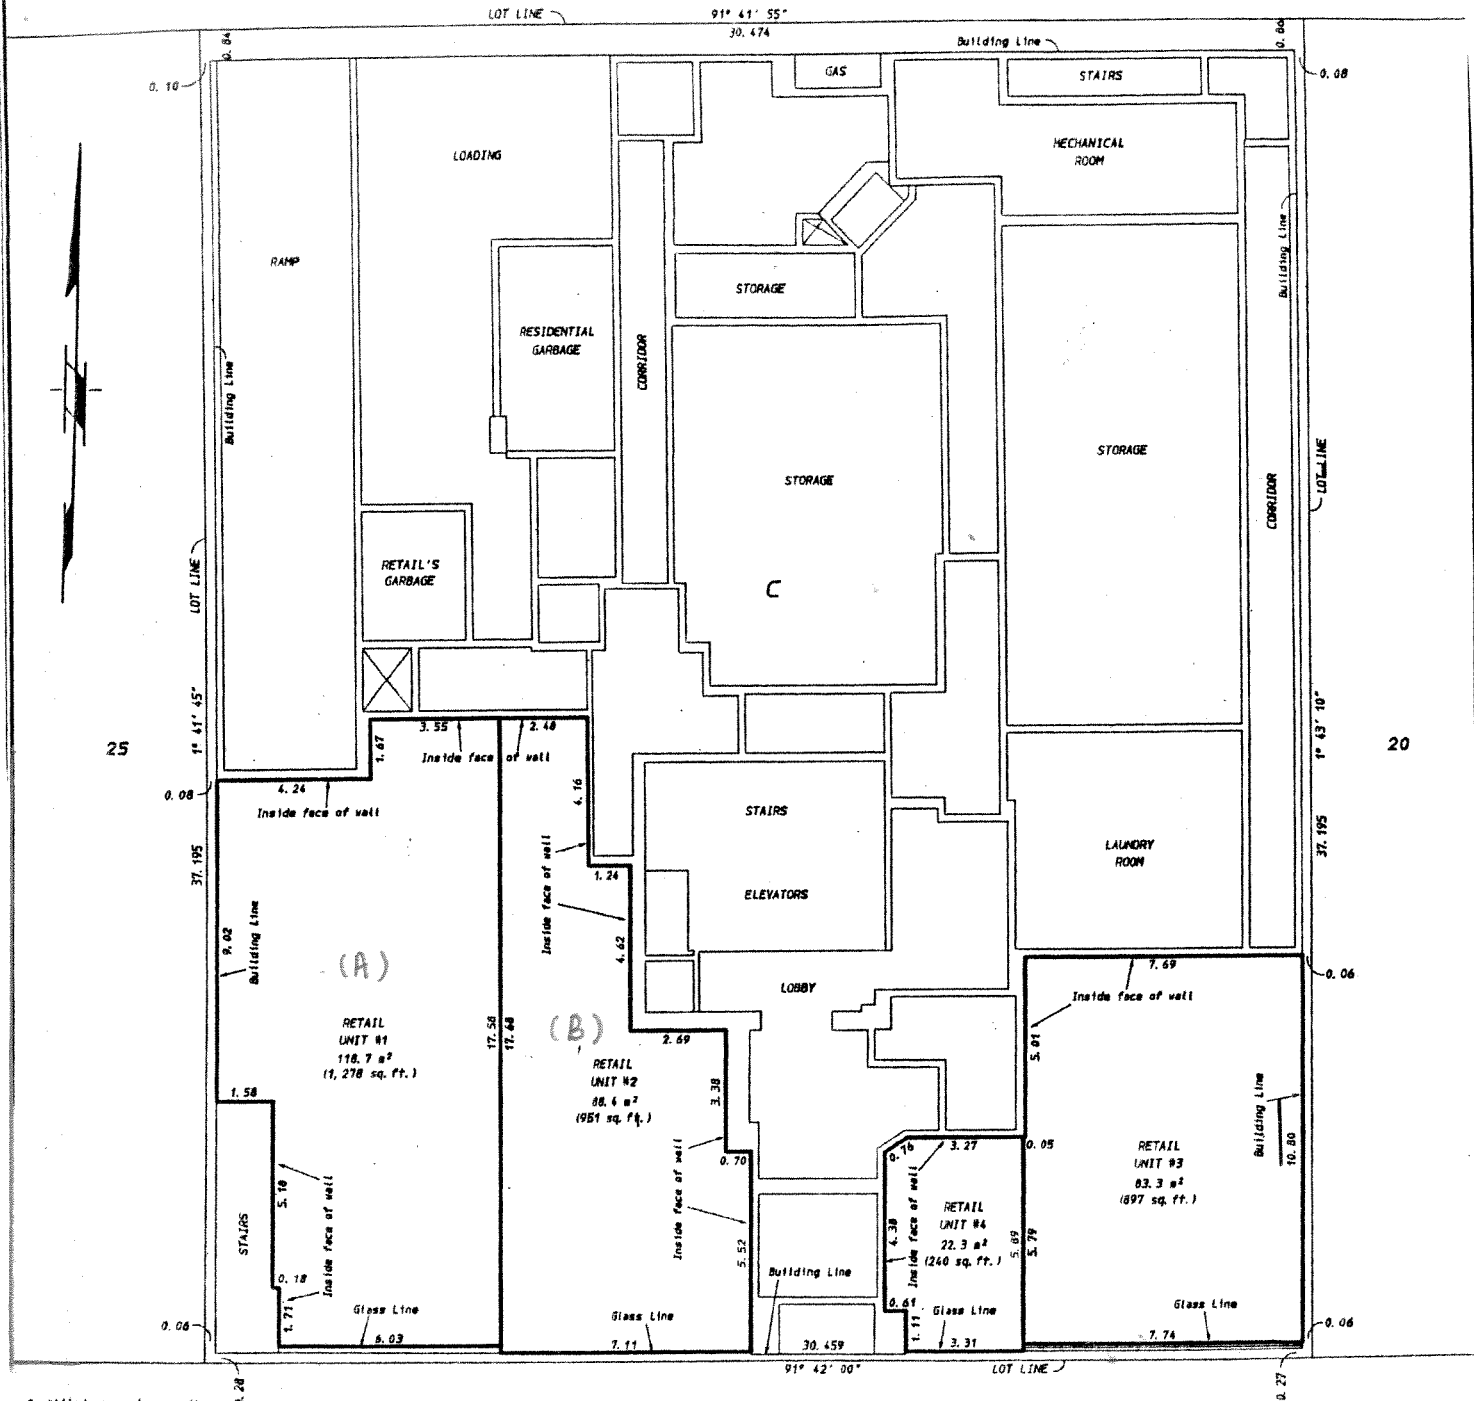 LOT LINE
91° 41' 55"
30.474
Building Line
0.84
0.86
0.10
0.08
GAS
STAIRS
LOADING
MECHANICAL
ROOM
RAMP
STORAGE
Building Line
RESIDENTIAL
GARBAGE
CORRIDOR
Building Line
STORAGE
STORAGE
LOT LINE
CORRIDOR
RETAIL'S
GARBAGE
C
LOT LINE
1° 41' 45"
1° 43' 10"
25
20
3.55
2.48
1.67
Inside face of wall
4.24
0.08
Inside face of wall
4.16
STAIRS
37.195
37.195
Inside face of wall
1.24
LAUNDRY
ROOM
ELEVATORS
9.02
Building Line
4.62
(A)
7.69
0.06
LOBBY
Inside face of wall
RETAIL
UNIT #1
118.7 m²
(1,278 sq. ft.)
17.58
17.68
(B)
2.69
5.01
RETAIL
UNIT #2
88.4 m²
(951 sq. ft.)
1.58
3.38
Building Line
10.80
0.70
0.76
3.27
0.05
RETAIL
UNIT #3
83.3 m²
(897 sq. ft.)
5.18
Inside face of wall
STAIRS
Inside face of wall
5.52
4.38
Inside face of wall
RETAIL
UNIT #4
22.3 m²
(240 sq. ft.)
5.89
5.79
0.18
1.71
Building Line
Glass Line
Glass Line
0.61
1.11
Glass Line
Glass Line
0.06
0.06
6.03
7.11
30.459
3.31
7.74
91° 42' 00"
LOT LINE
0.27